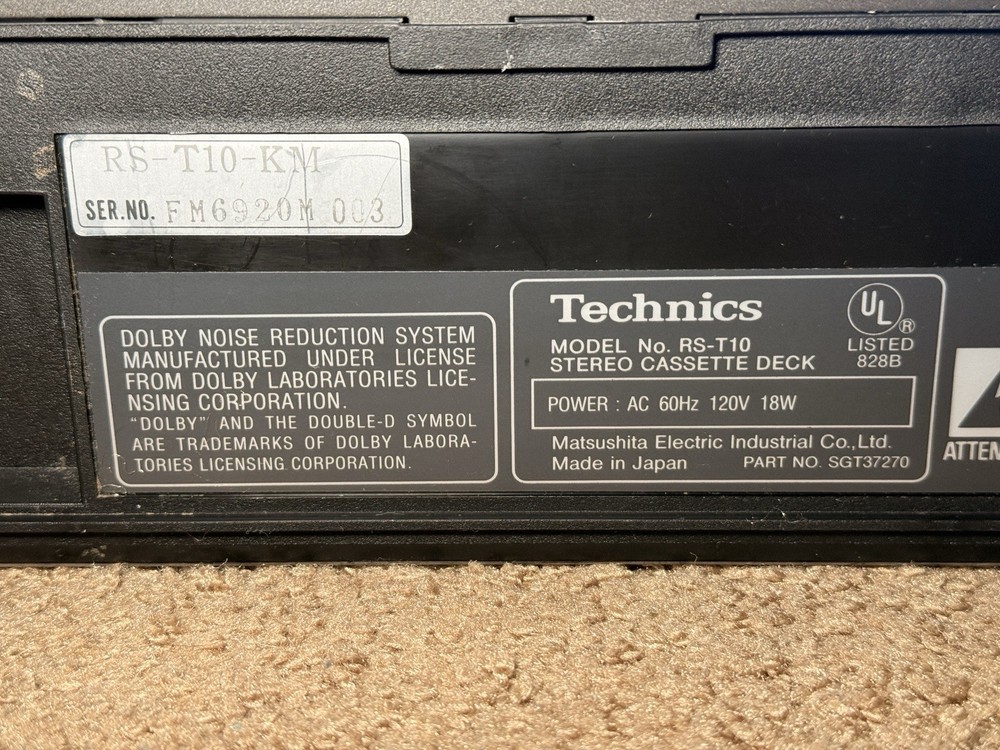 RS-T10-KM
SER.NO. FM6920M 003
DOLBY NOISE REDUCTION SYSTEM
MANUFACTURED UNDER LICENSE
FROM DOLBY LABORATORIES LICE-
NSING CORPORATION.
"DOLBY" AND THE DOUBLE-D SYMBOL
ARE TRADEMARKS OF DOLBY LABORA-
TORIES LICENSING CORPORATION.
Technics
UL ®
LISTED
828B
MODEL No. RS-T10
STEREO CASSETTE DECK
POWER : AC 60Hz 120V 18W
Matsushita Electric Industrial Co.,Ltd.
Made in Japan PART NO. SGT37270
ATTEN